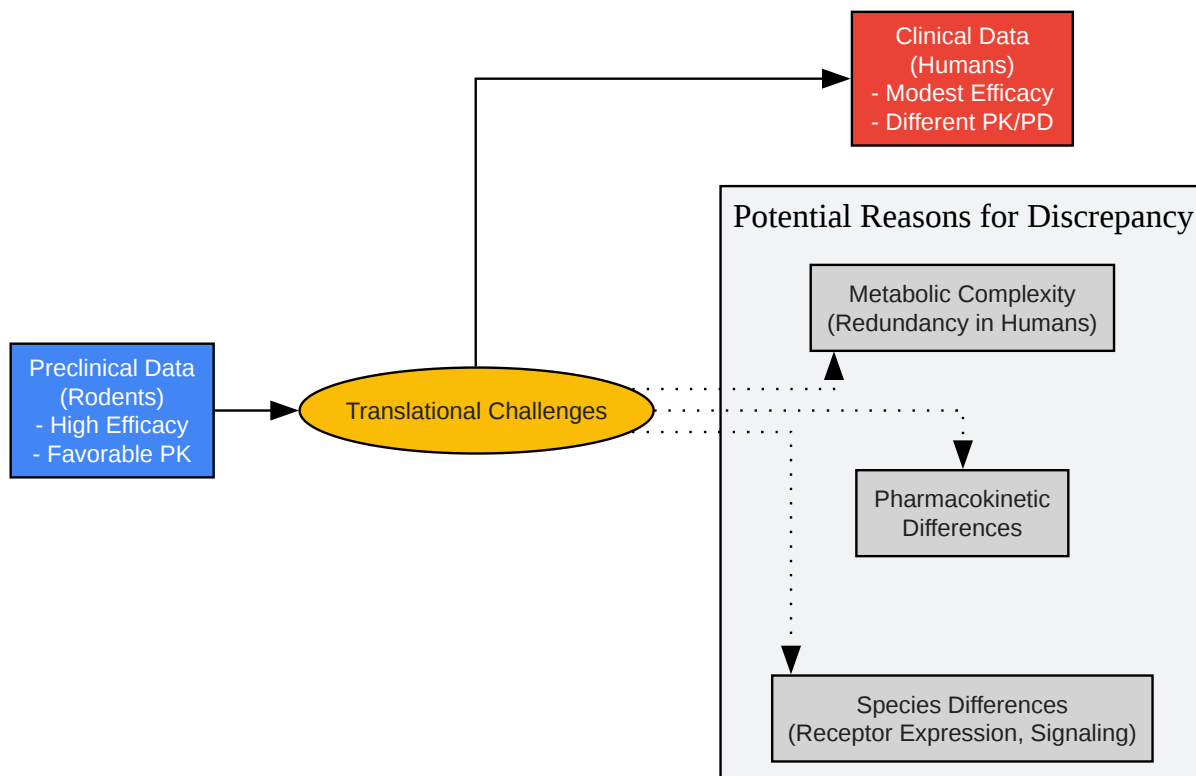 Clinical Data
(Humans)
- Modest Efficacy
- Different PK/PD
Potential Reasons for Discrepancy
Metabolic Complexity
(Redundancy in Humans)
Preclinical Data
(Rodents)
- High Efficacy
- Favorable PK
Translational Challenges
Pharmacokinetic
Differences
Species Differences
(Receptor Expression, Signaling)